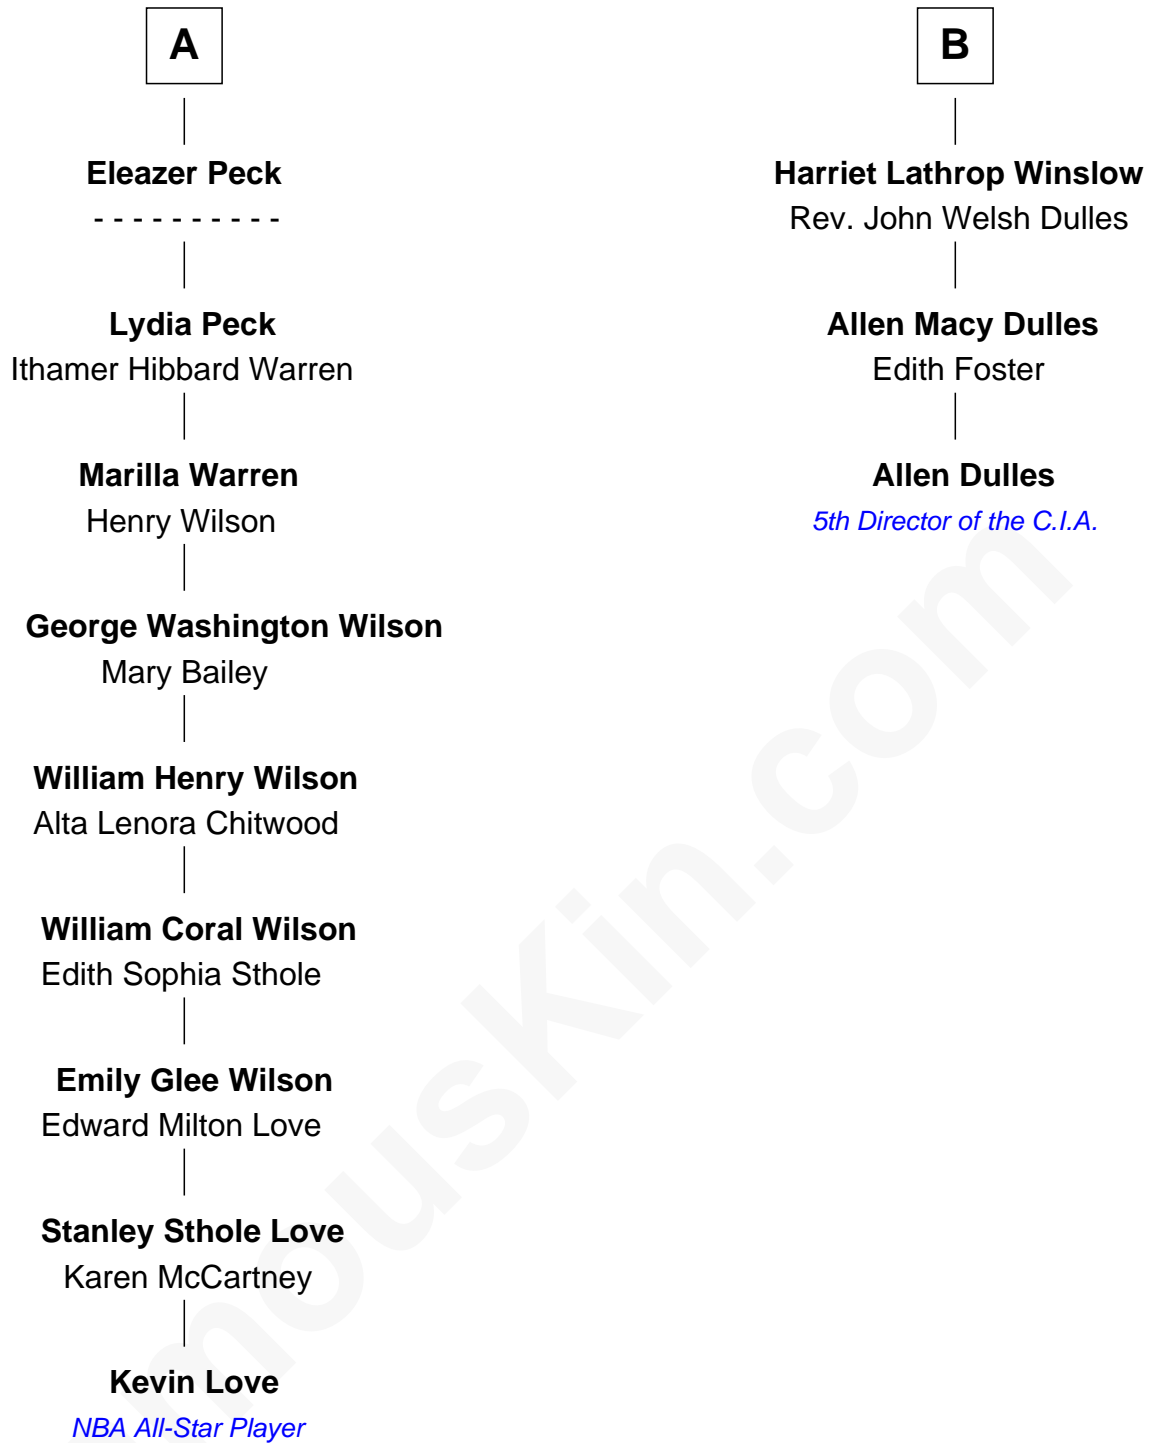 A
Eleazer Peck
- - - - - - - - - -
Lydia Peck
Ithamer Hibbard Warren
Marilla Warren
Henry Wilson
George Washington Wilson
Mary Bailey
William Henry Wilson
Alta Lenora Chitwood
William Coral Wilson
Edith Sophia Sthole
Emily Glee Wilson
Edward Milton Love
Stanley Sthole Love
Karen McCartney
Kevin Love
NBA All-Star Player
B
Harriet Lathrop Winslow
Rev. John Welsh Dulles
Allen Macy Dulles
Edith Foster
Allen Dulles
5th Director of the C.I.A.
mousKin.com